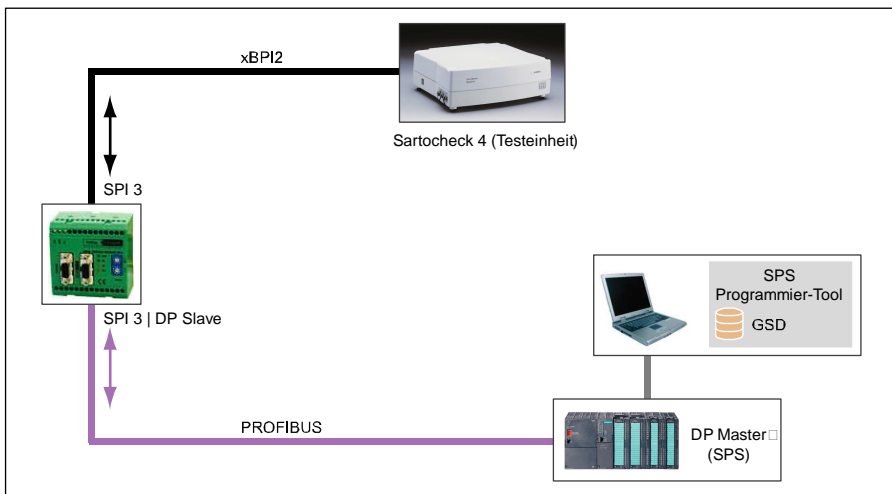 xBPI2
Sartocheck 4 (Testeinheit)
SPI 3
SPI 3 | DP Slave
SPS
Programmier-Tool
GSD
PROFIBUS
DP Master
(SPS)